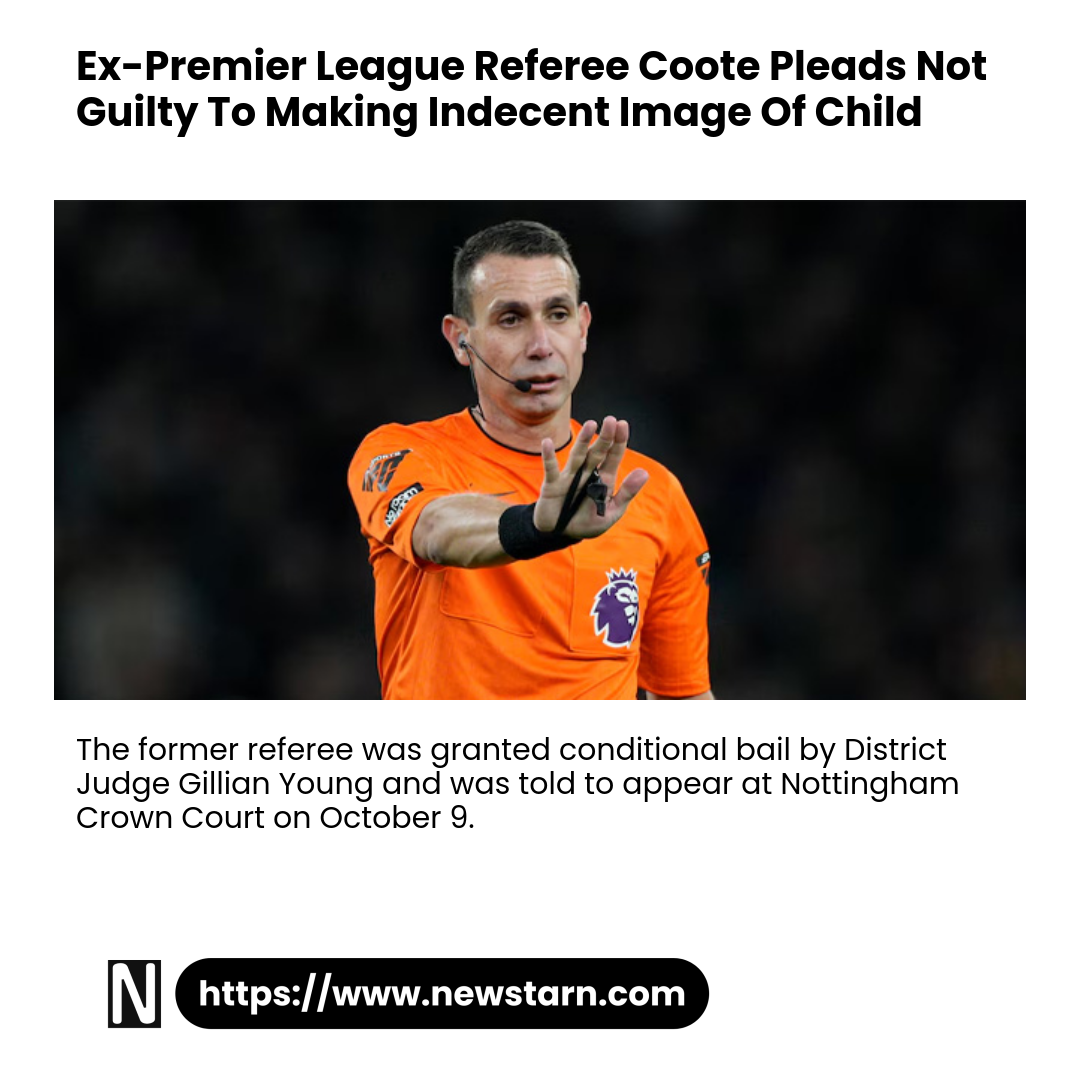 Ex-Premier League Referee Coote Pleads Not
Guilty To Making Indecent Image Of Child
The former referee was granted conditional bail by District
Judge Gillian Young and was told to appear at Nottingham
Crown Court on October 9.
N
https://www.newstarn.com